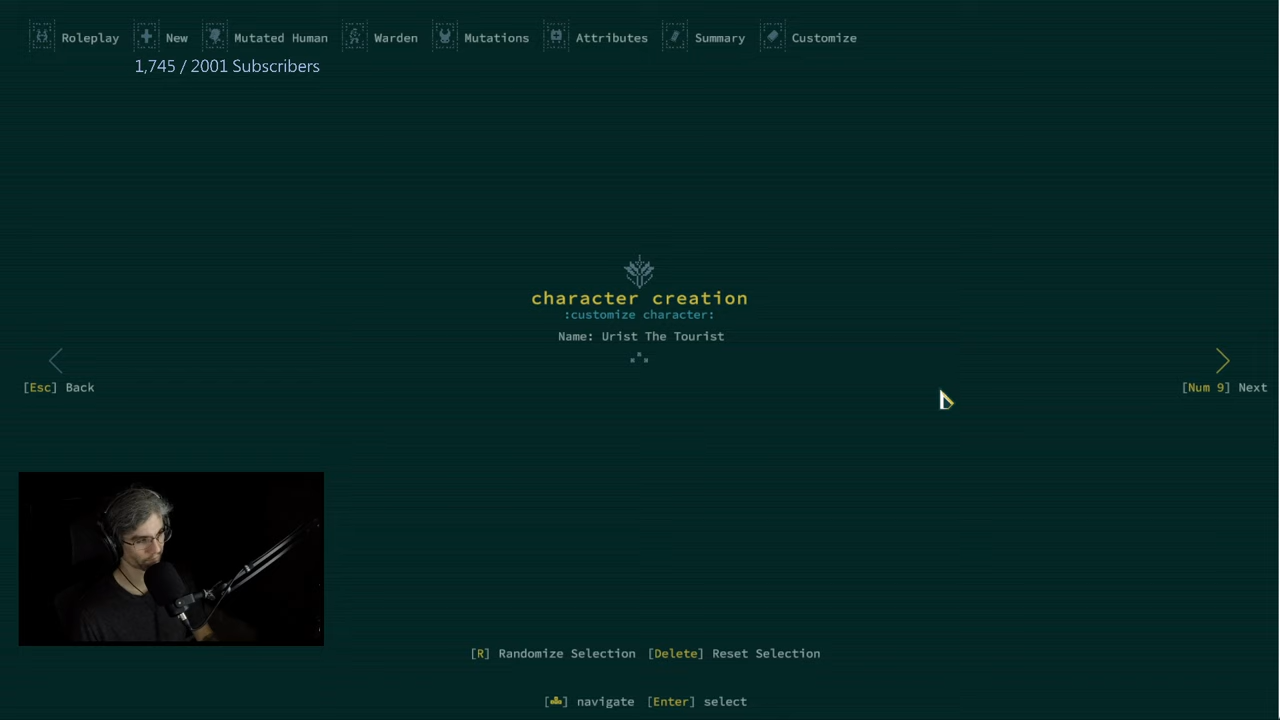 Roleplay New Mutated Human Warden Mutations Attributes Summary Customize
1,745 / 2001 Subscribers
character creation
:customize character:
Name: Urist The Tourist
[Esc] Back
[Num 9] Next
[R] Randomize Selection [Delete] Reset Selection
[] navigate [Enter] select